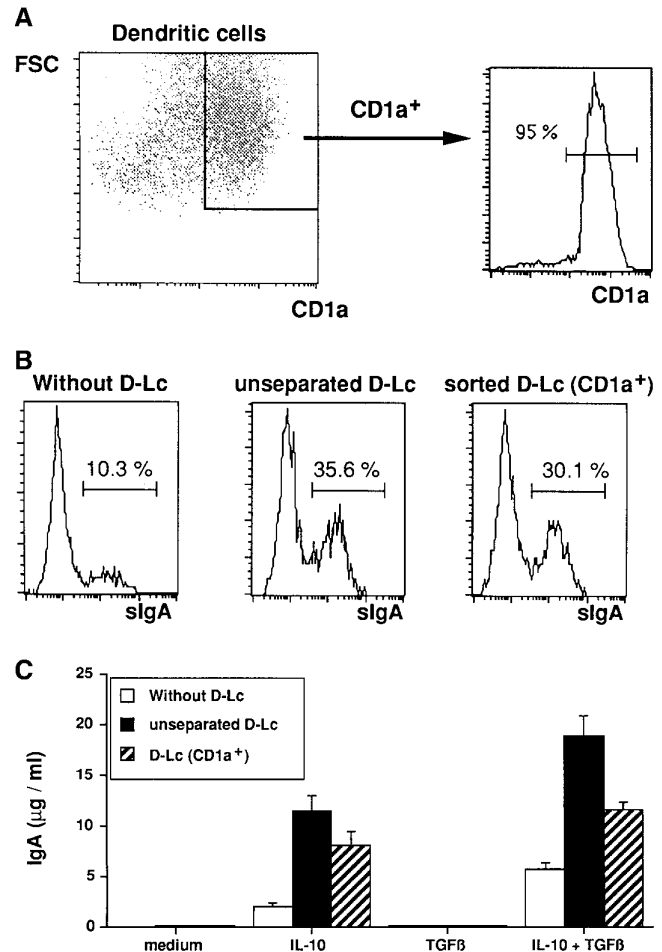 A
Dendritic cells
FSC
CD1a+
95 %
CD1a
CD1a
B
Without D-Lc
unseparated D-Lc
sorted D-Lc (CD1a+)
10.3 %
35.6 %
30.1 %
sIgA
sIgA
sIgA
C
25
20
15
10
5
0
IgA (µg / ml)
Without D-Lc
unseparated D-Lc
D-Lc (CD1a+)
medium
IL-10
TGFß
IL-10 + TGFß